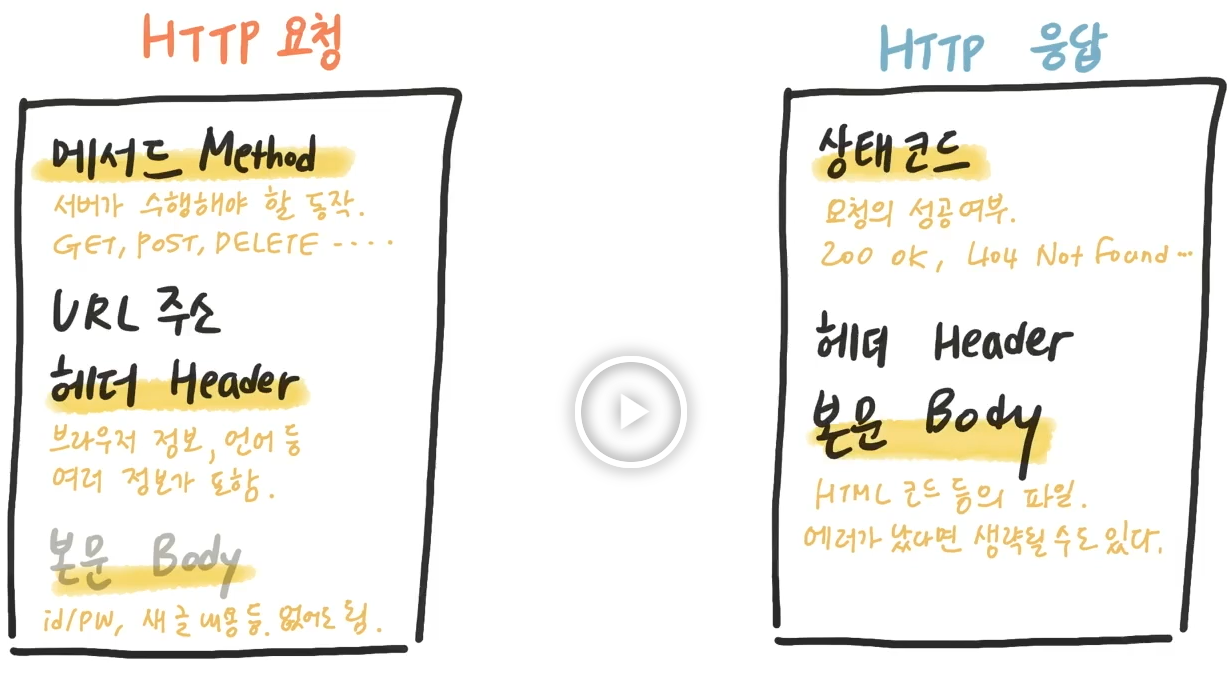 HTTP 요청
메서드 Method
서버가 수행해야 할 동작.
GET, POST, DELETE ----····
URL 주소
헤더 Header
브라우저 정보, 언어 등
여러 정보가 포함.
본문 Body
id/PW, 새 글 내용 등. 없어도 됨.
HTTP 응답
상태 코드
요청의 성공여부.
200 OK, 404 Not Found…
헤더 Header
본문 Body
HTML 코드 등의 파일.
에러가 났다면 생략될 수도 있다.